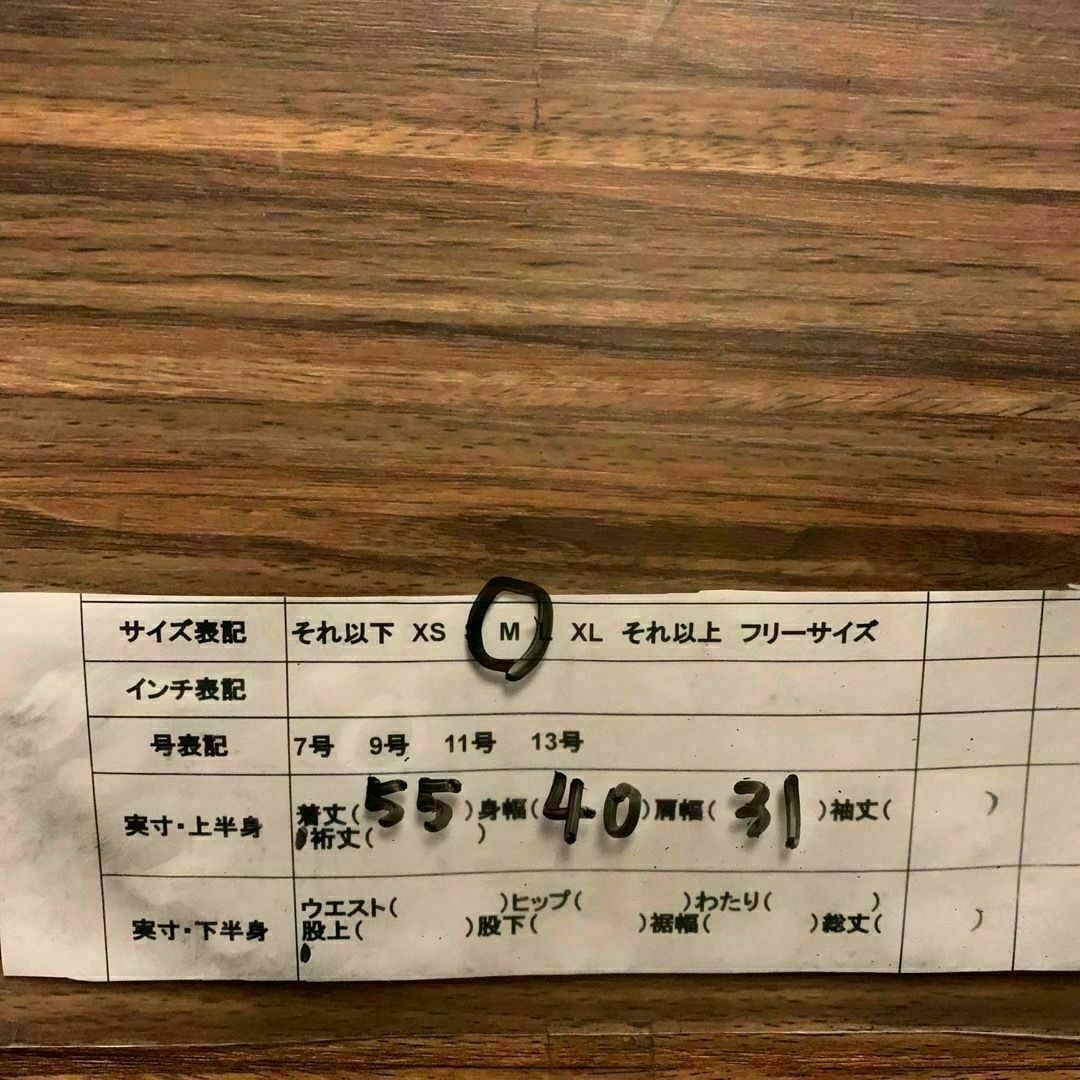 サイズ表記 それ以下 XS M L XL それ以上 フリーサイズ
インチ表記
号表記 7号 9号 11号 13号
実寸・上半身 着丈(55)身幅(40)肩幅(31)袖丈( )
裄丈( )
実寸・下半身 ウエスト( )ヒップ( )わたり( )
股上( )股下( )裾幅( )総丈( )